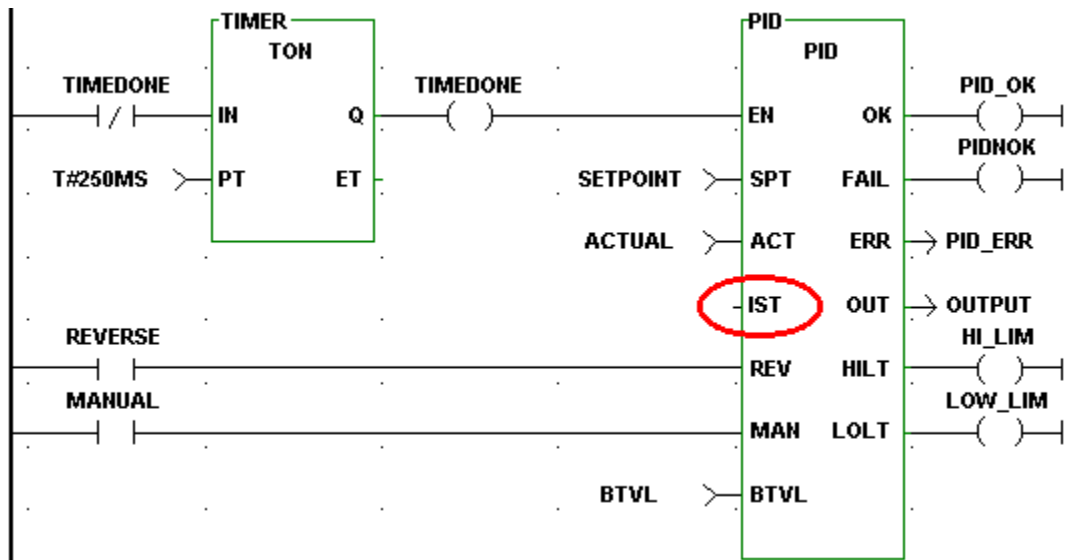 TIMER PID
TON PID
TIMEDONE TIMEDONE PID_OK
IN Q EN OK
PIDNOK
T#250MS PT ET SETPOINT SPT FAIL
ACTUAL ACT ERR PID_ERR
IST OUT OUTPUT
REVERSE HI_LIM
REV HILT
MANUAL LOW_LIM
MAN LOLT
BTVL BTVL